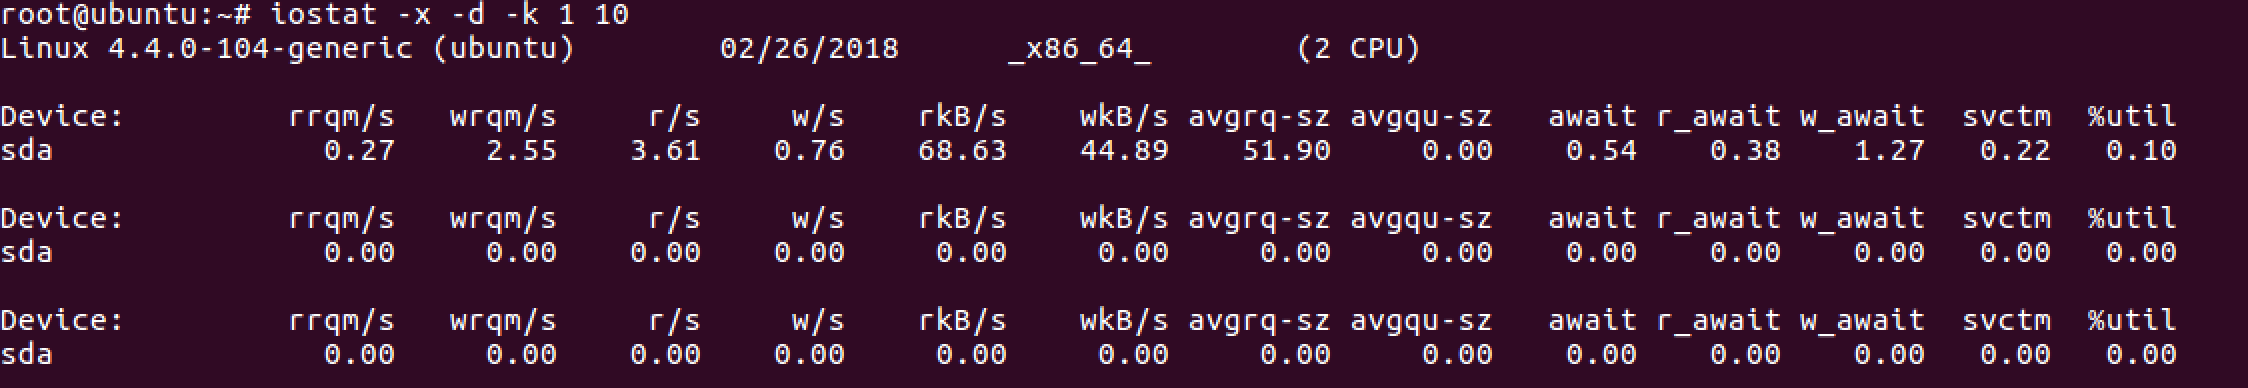 root@ubuntu:~# iostat -x -d -k 1 10
Linux 4.4.0-104-generic (ubuntu) 02/26/2018 _x86_64_ (2 CPU)
Device: rrqm/s wrqm/s r/s w/s rkB/s wkB/s avgrq-sz avgqu-sz await r_await w_await svctm %util
sda 0.27 2.55 3.61 0.76 68.63 44.89 51.90 0.00 0.54 0.38 1.27 0.22 0.10
Device: rrqm/s wrqm/s r/s w/s rkB/s wkB/s avgrq-sz avgqu-sz await r_await w_await svctm %util
sda 0.00 0.00 0.00 0.00 0.00 0.00 0.00 0.00 0.00 0.00 0.00 0.00 0.00
Device: rrqm/s wrqm/s r/s w/s rkB/s wkB/s avgrq-sz avgqu-sz await r_await w_await svctm %util
sda 0.00 0.00 0.00 0.00 0.00 0.00 0.00 0.00 0.00 0.00 0.00 0.00 0.00